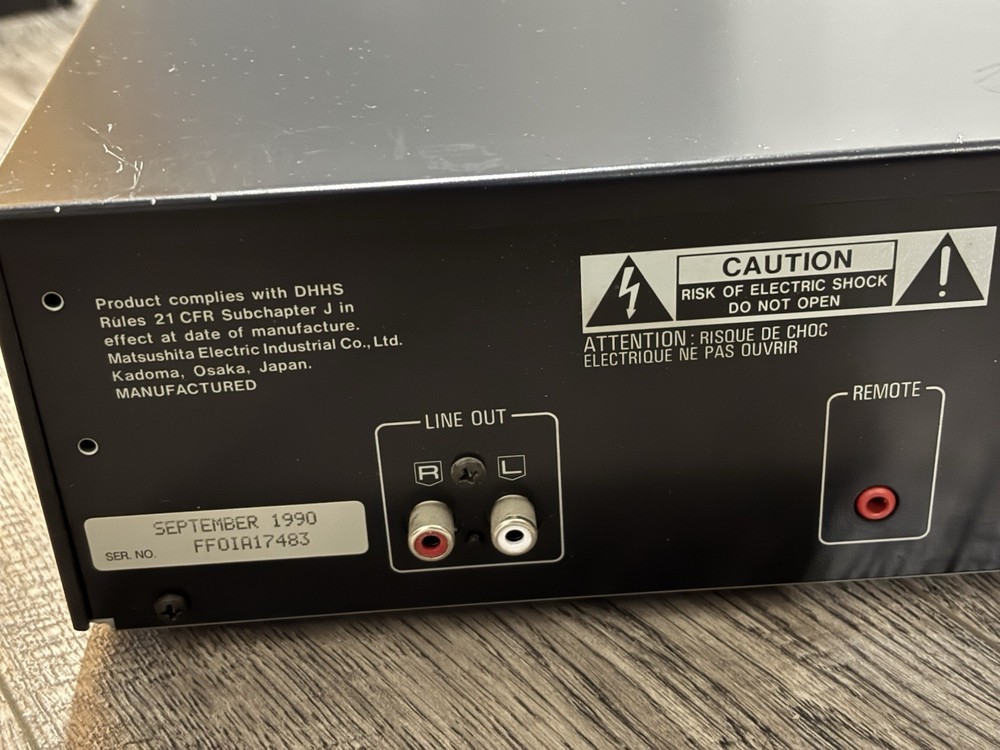 Product complies with DHHS
Rules 21 CFR Subchapter J in
effect at date of manufacture.
Matsushita Electric Industrial Co., Ltd.
Kadoma, Osaka, Japan.
MANUFACTURED
SEPTEMBER 1990
SER. NO. FF0IA17483
LINE OUT
R L
CAUTION
RISK OF ELECTRIC SHOCK
DO NOT OPEN
ATTENTION : RISQUE DE CHOC
ELECTRIQUE NE PAS OUVRIR
REMOTE